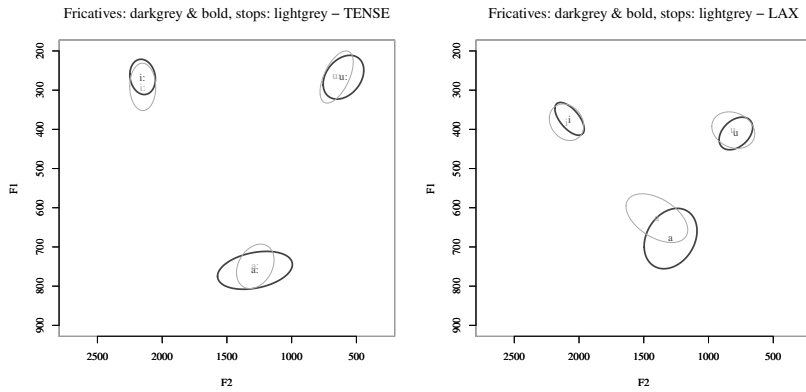 Fricatives: darkgrey & bold, stops: lightgrey – TENSE
200
300
400
500
600
700
800
900
F1
i:
i:
u:
u:
a:
a:
2500
2000
1500
1000
500
F2
Fricatives: darkgrey & bold, stops: lightgrey – LAX
200
300
400
500
600
700
800
900
F1
i
i
u
u
a
a
2500
2000
1500
1000
500
F2